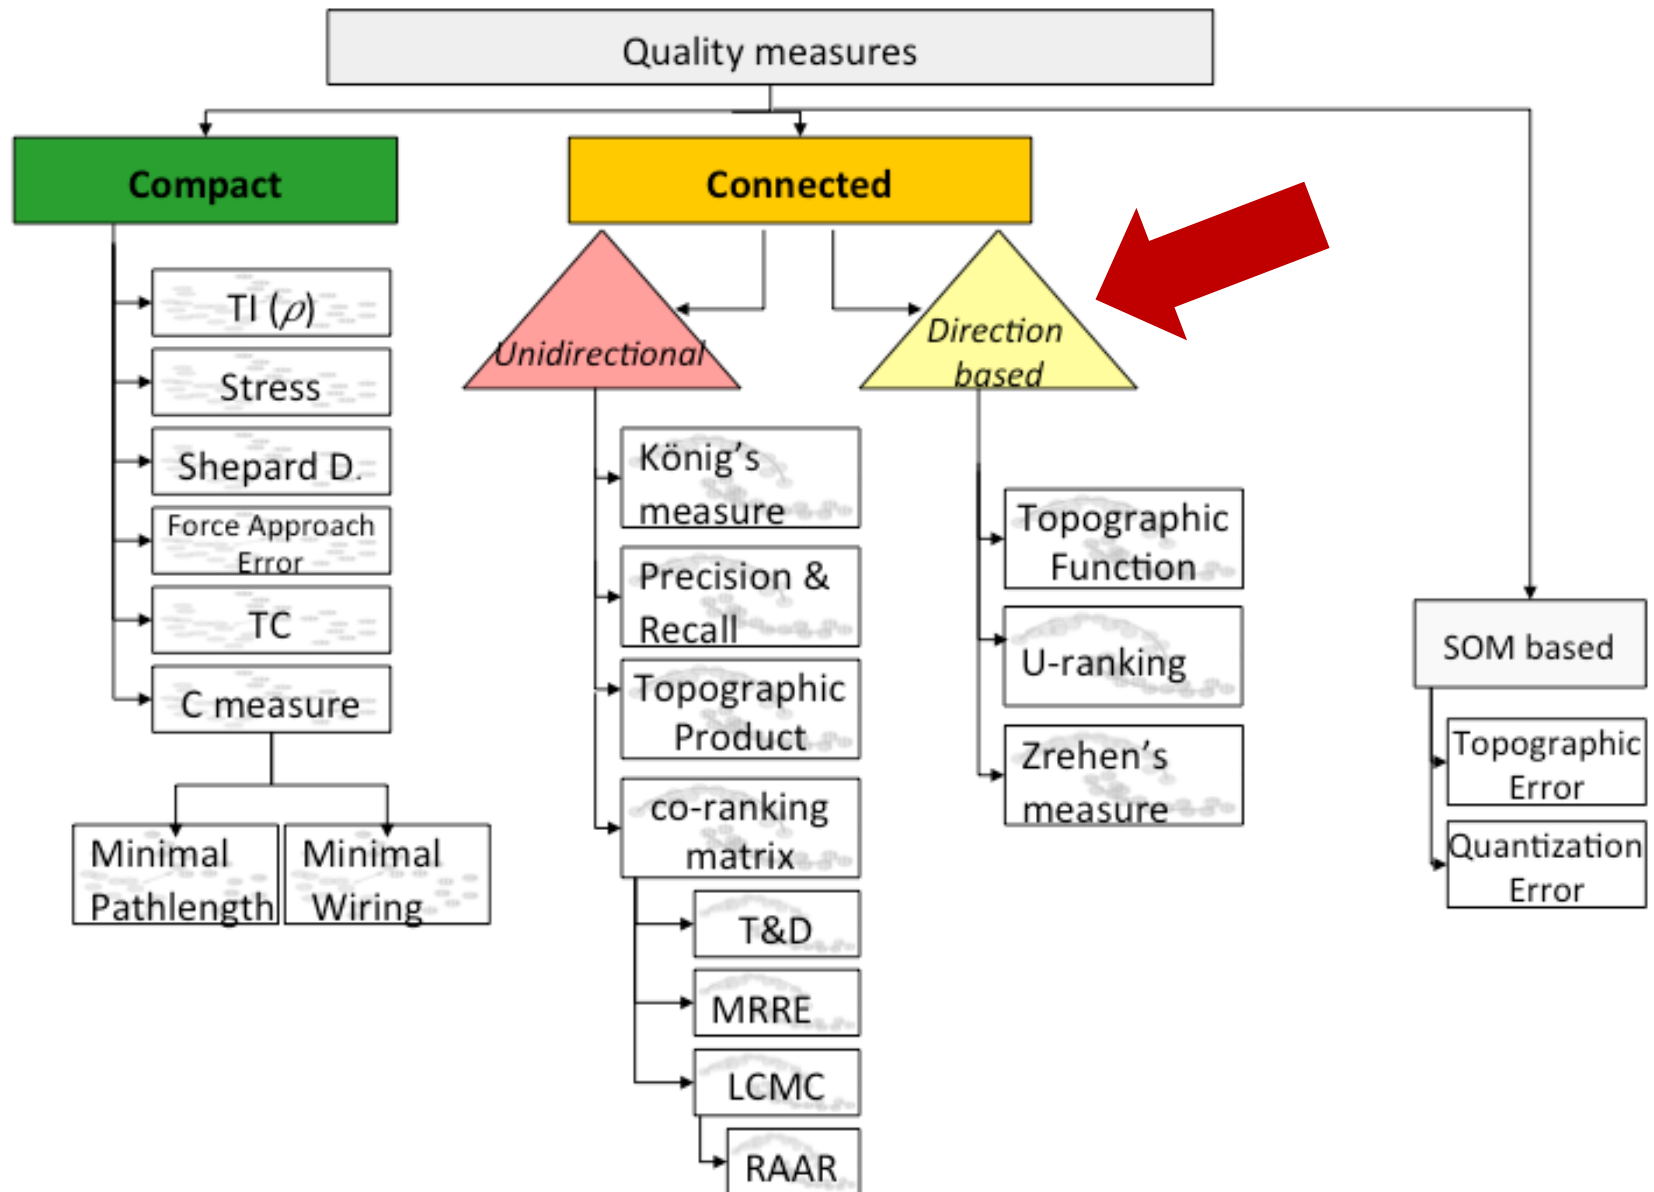 Quality measures
Compact
Connected
TI (ρ)
Stress
Shepard D.
Force Approach
Error
TC
C measure
Minimal
Pathlength
Minimal
Wiring
Unidirectional
König’s
measure
Precision &
Recall
Topographic
Product
co-ranking
matrix
T&D
MRRE
LCMC
RAAR
Direction
based
Topographic
Function
U-ranking
Zrehen’s
measure
SOM based
Topographic
Error
Quantization
Error